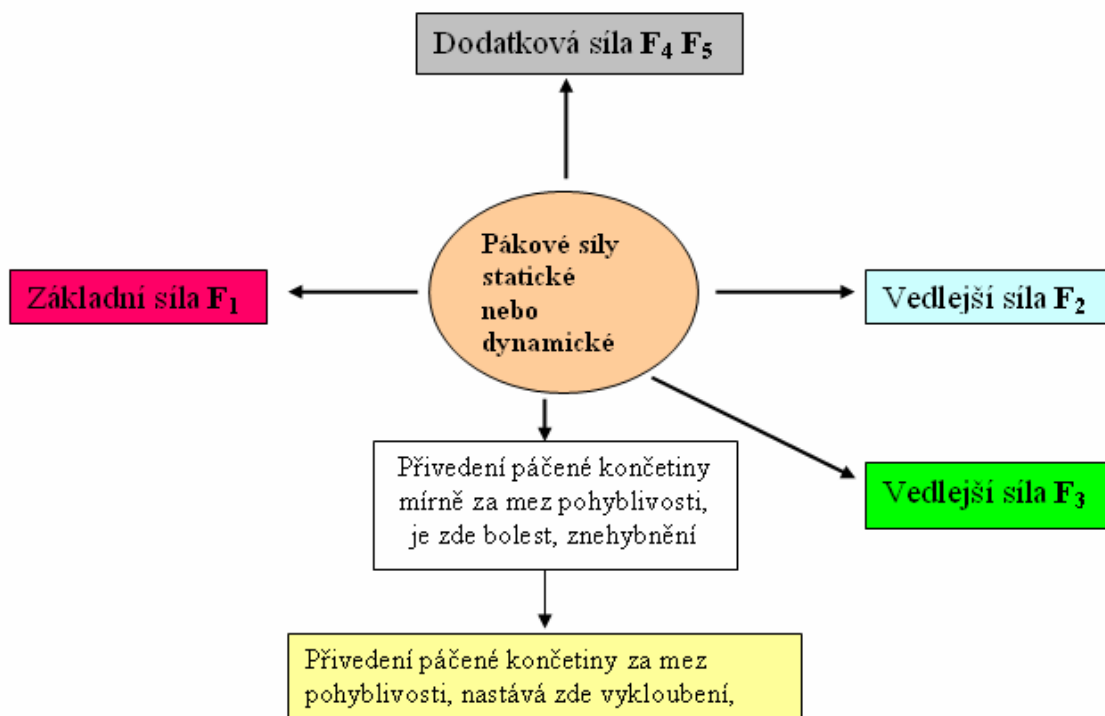 Dodatková síla F₄ F₅
Pákové síly
statické
nebo
dynamické
Základní síla F₁
Vedlejší síla F₂
Vedlejší síla F₃
Přivedení páčené končetiny
mírně za mez pohyblivosti,
je zde bolest, znehybnění
Přivedení páčené končetiny za mez
pohyblivosti, nastává zde vykloubení,